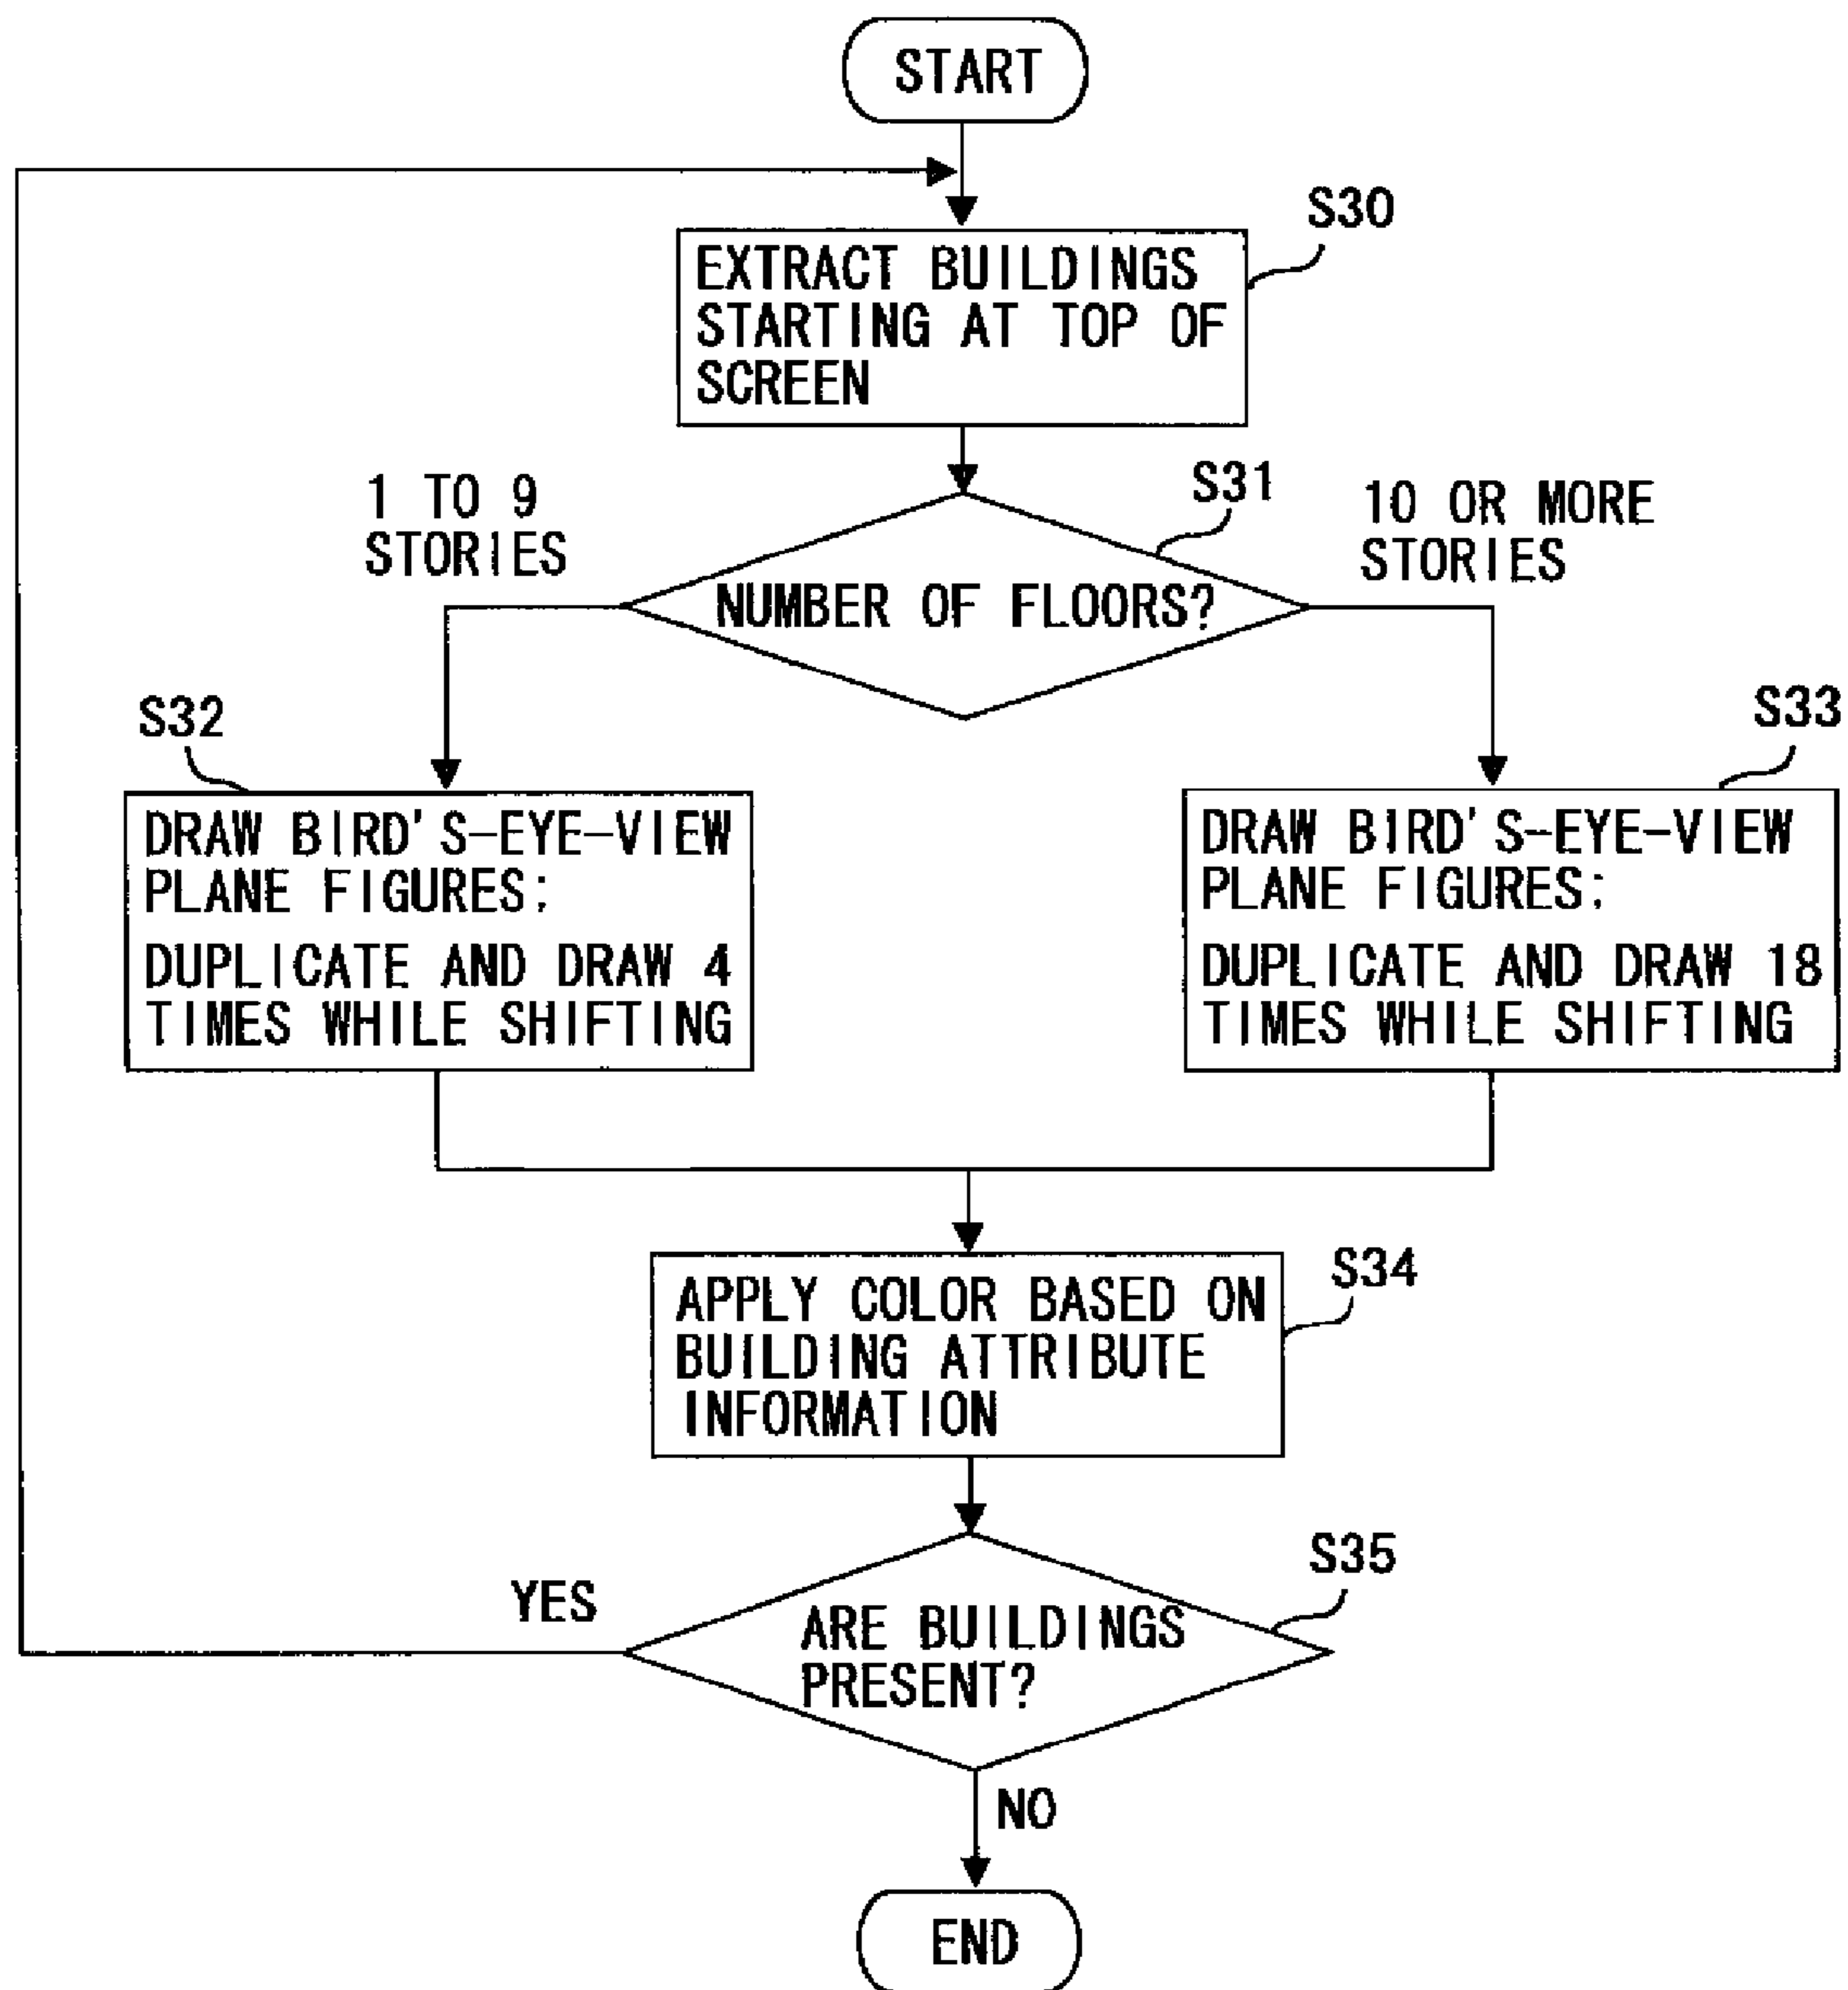 START
S30
EXTRACT BUILDINGS
STARTING AT TOP OF
SCREEN
S31
1 TO 9
STORIES
10 OR MORE
STORIES
NUMBER OF FLOORS?
S32
S33
DRAW BIRD'S-EYE-VIEW
PLANE FIGURES:
DUPLICATE AND DRAW 4
TIMES WHILE SHIFTING
DRAW BIRD'S-EYE-VIEW
PLANE FIGURES:
DUPLICATE AND DRAW 18
TIMES WHILE SHIFTING
S34
APPLY COLOR BASED ON
BUILDING ATTRIBUTE
INFORMATION
S35
YES
ARE BUILDINGS
PRESENT?
NO
END